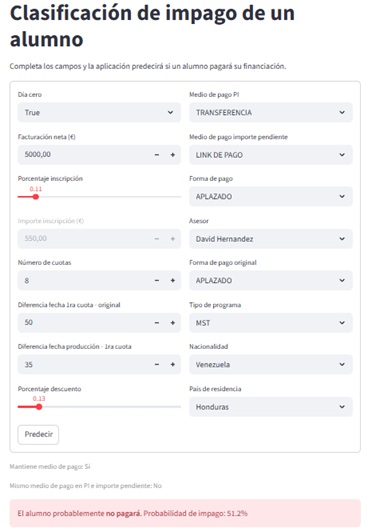 Clasificación de impago de un
alumno
Completa los campos y la aplicación predecirá si un alumno pagará su financiación.
Día cero
True
Medio de pago PI
TRANSFERENCIA
Facturación neta (€)
5000,00
Medio de pago importe pendiente
LINK DE PAGO
Porcentaje inscripción
0.11
Forma de pago
APLAZADO
Importe inscripción (€)
550,00
Asesor
David Hernandez
Número de cuotas
8
Forma de pago original
APLAZADO
Diferencia fecha 1ra cuota - original
50
Tipo de programa
MST
Diferencia fecha producción - 1ra cuota
35
Nacionalidad
Venezuela
Porcentaje descuento
0.13
País de residencia
Honduras
Predecir
Mantiene medio de pago: Sí
Mismo medio de pago en PI e importe pendiente: No
El alumno probablemente no pagará. Probabilidad de impago: 51.2%